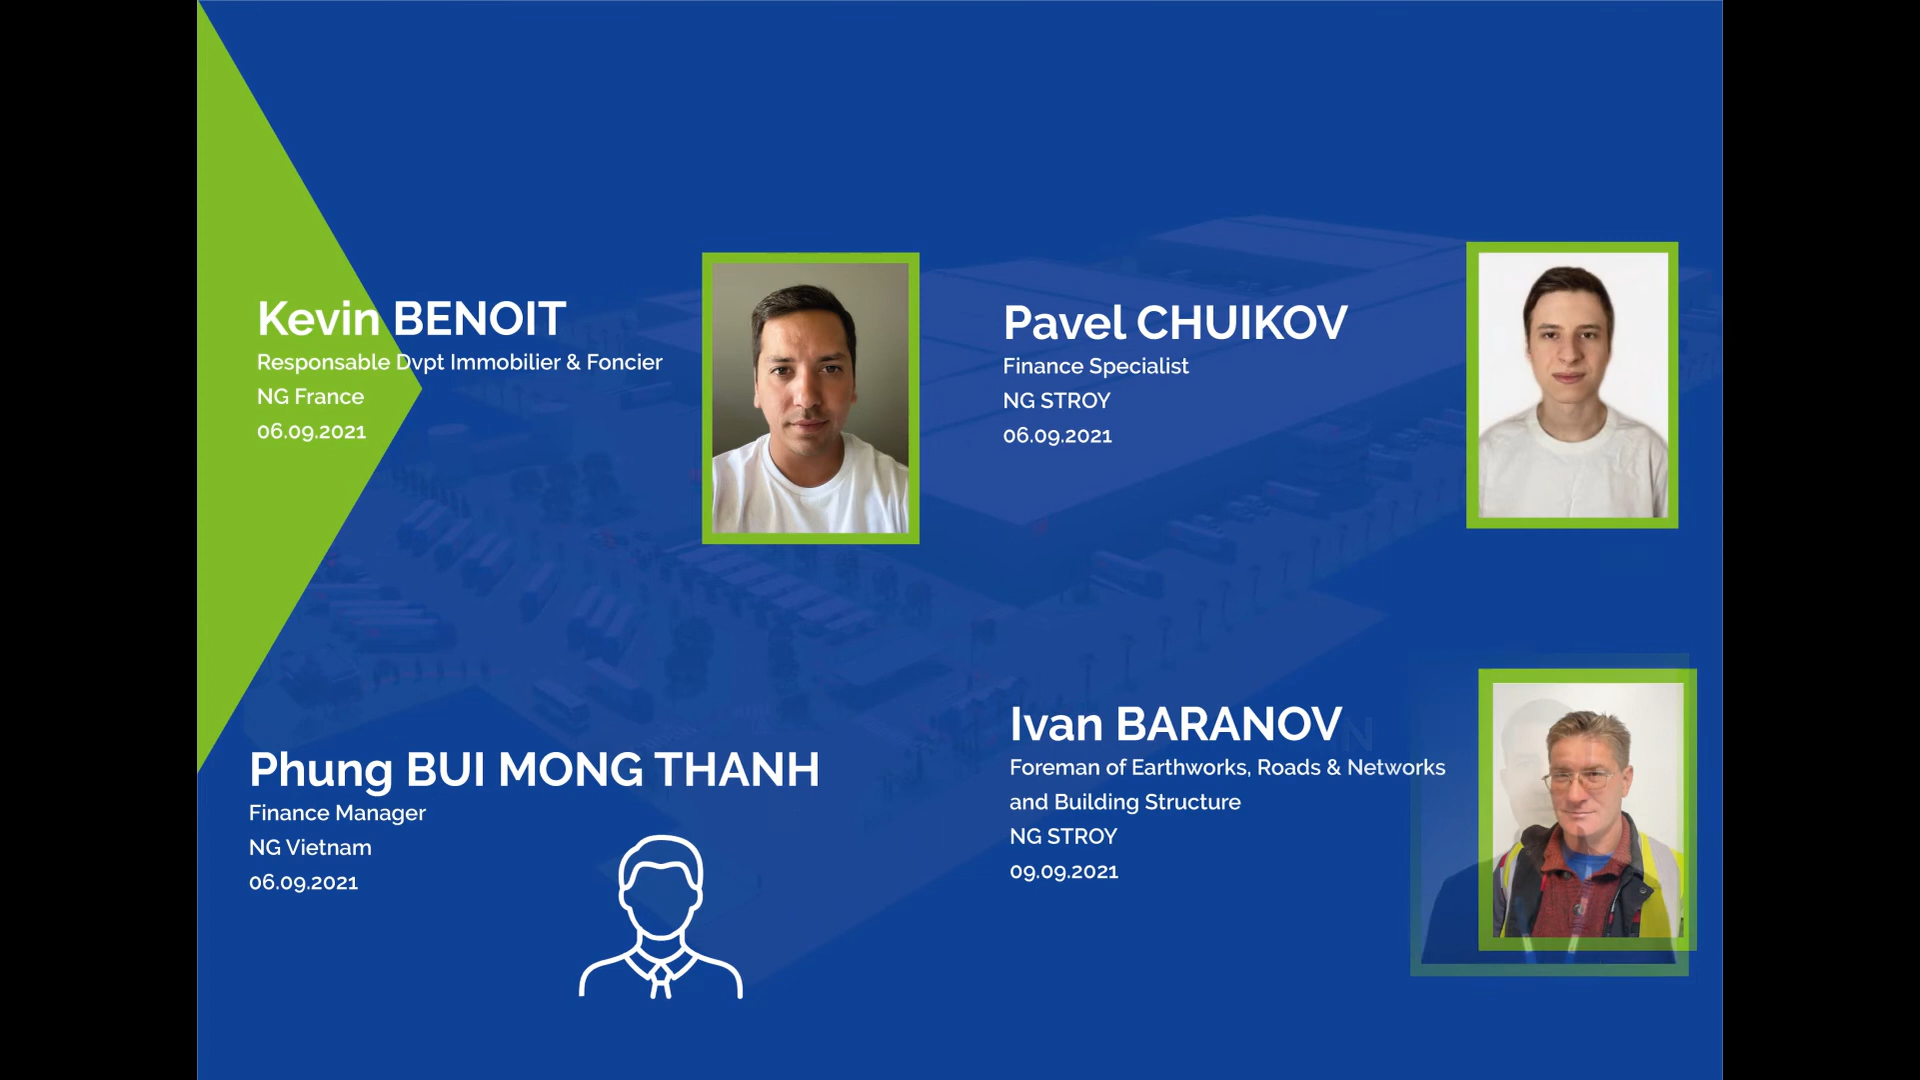 Kevin BENOIT
Responsable Dvpt Immobilier & Foncier
NG France
06.09.2021
Pavel CHUIKOV
Finance Specialist
NG STROY
06.09.2021
Phung BUI MONG THANH
Finance Manager
NG Vietnam
06.09.2021
Ivan BARANOV
Foreman of Earthworks, Roads & Networks
and Building Structure
NG STROY
09.09.2021